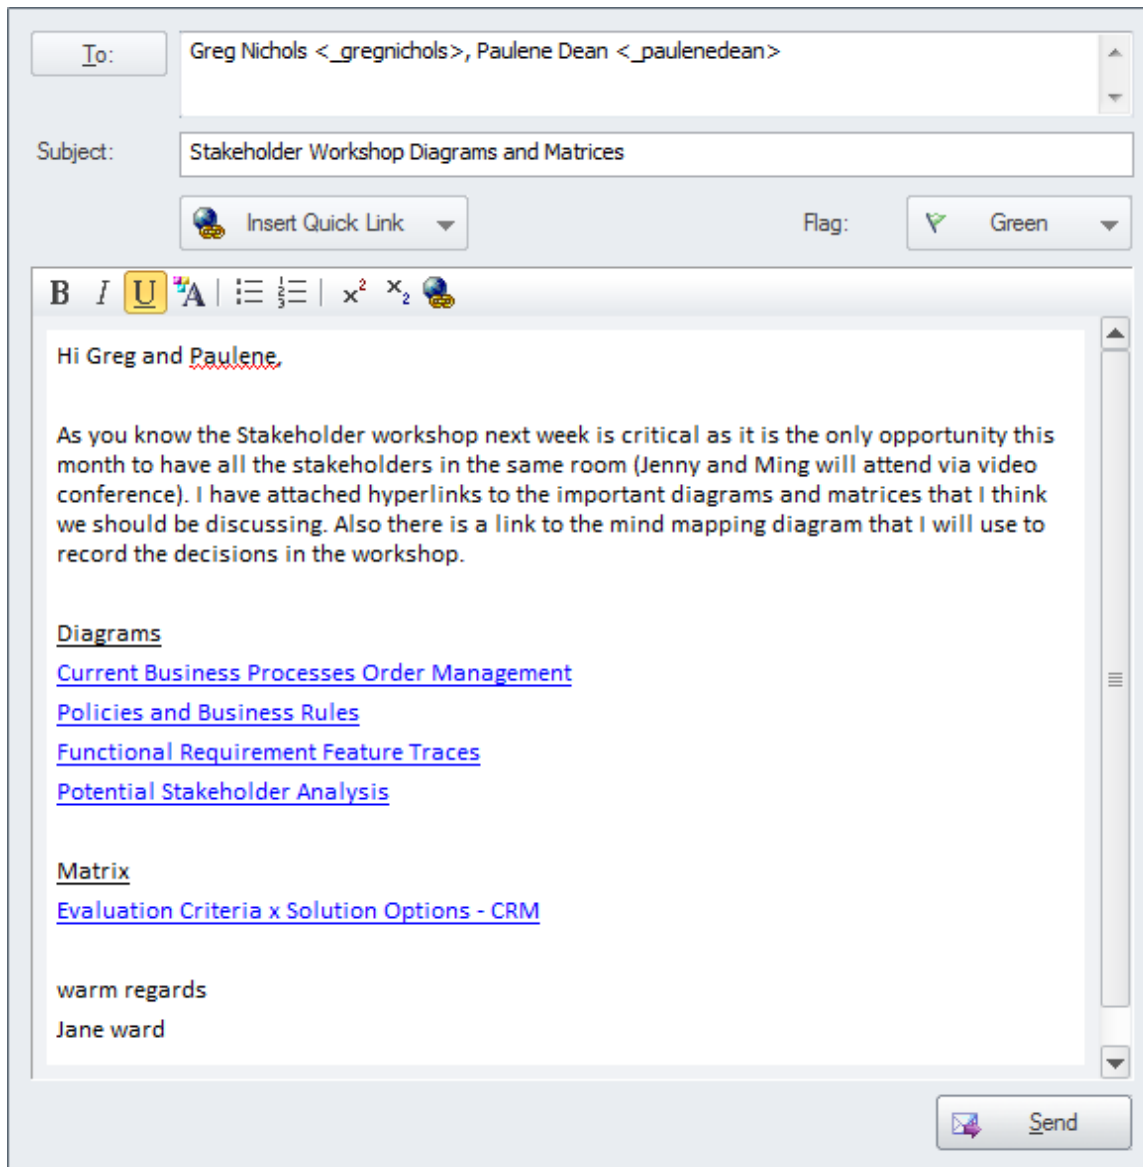 To: Greg Nichols <_gregnichols>, Paulene Dean <_paulenedean>
Subject: Stakeholder Workshop Diagrams and Matrices
Insert Quick Link Flag: Green
B I U A x² x₂
Hi Greg and Paulene,
As you know the Stakeholder workshop next week is critical as it is the only opportunity this
month to have all the stakeholders in the same room (Jenny and Ming will attend via video
conference). I have attached hyperlinks to the important diagrams and matrices that I think
we should be discussing. Also there is a link to the mind mapping diagram that I will use to
record the decisions in the workshop.
Diagrams
Current Business Processes Order Management
Policies and Business Rules
Functional Requirement Feature Traces
Potential Stakeholder Analysis
Matrix
Evaluation Criteria x Solution Options - CRM
warm regards
Jane ward
Send